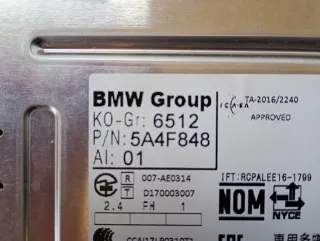 BMW Group
KO-Gr: 6512
P/N: 5A4F848
AI: 01
ICASA
TA-2016/2240
APPROVED
R 007-AE0314
T D170003007
2.4 FH 1
IFT: RCPALEE16-1799
NOM
NYCE